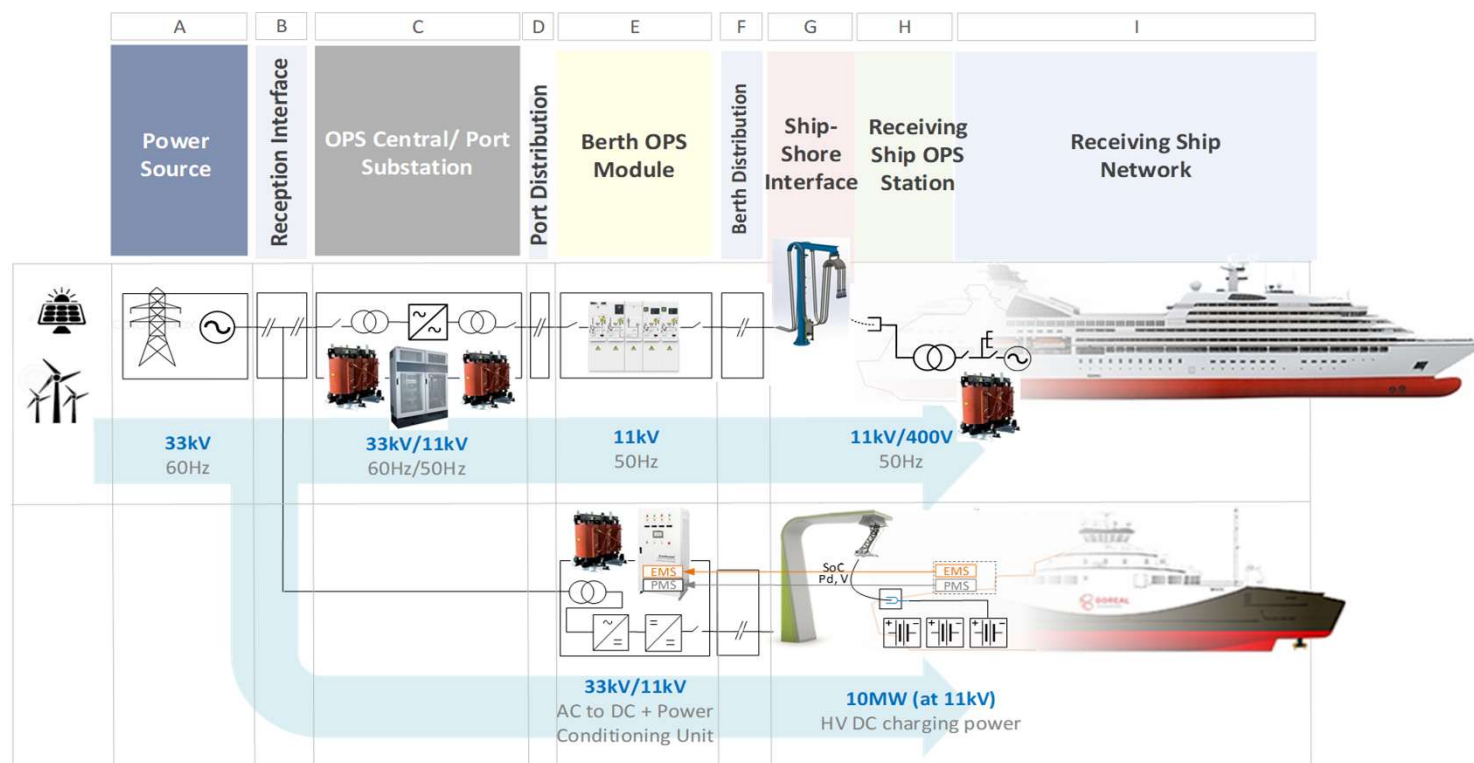 A
B
C
D
E
F
G
H
I
Power
Source
Reception Interface
OPS Central/ Port
Substation
Port Distribution
Berth OPS
Module
Berth Distribution
Ship-
Shore
Interface
Receiving
Ship OPS
Station
Receiving Ship
Network
33kV
60Hz
33kV/11kV
60Hz/50Hz
11kV
50Hz
11kV/400V
50Hz
EMS
PMS
SoC
Pd, V
EMS
PMS
33kV/11kV
AC to DC + Power
Conditioning Unit
10MW (at 11kV)
HV DC charging power